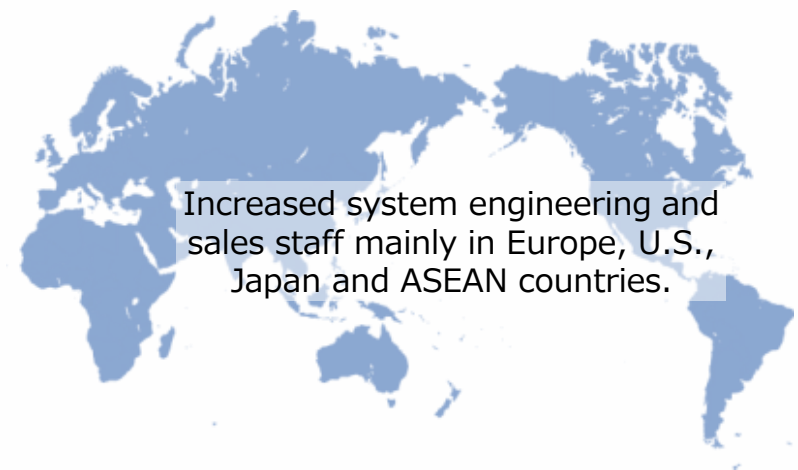 Increased system engineering and
sales staff mainly in Europe, U.S.,
Japan and ASEAN countries.